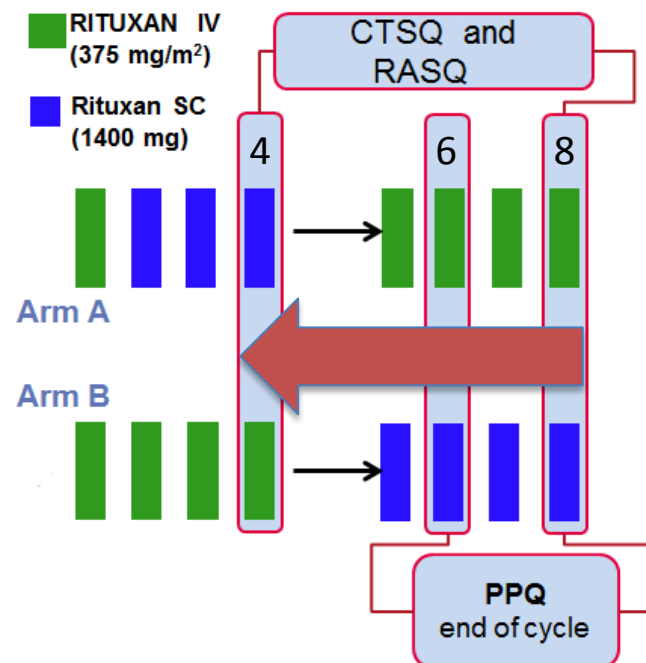 RITUXAN IV
(375 mg/m²)
Rituxan SC
(1400 mg)
CTSQ and
RASQ
4
6
8
Arm A
Arm B
PPQ
end of cycle